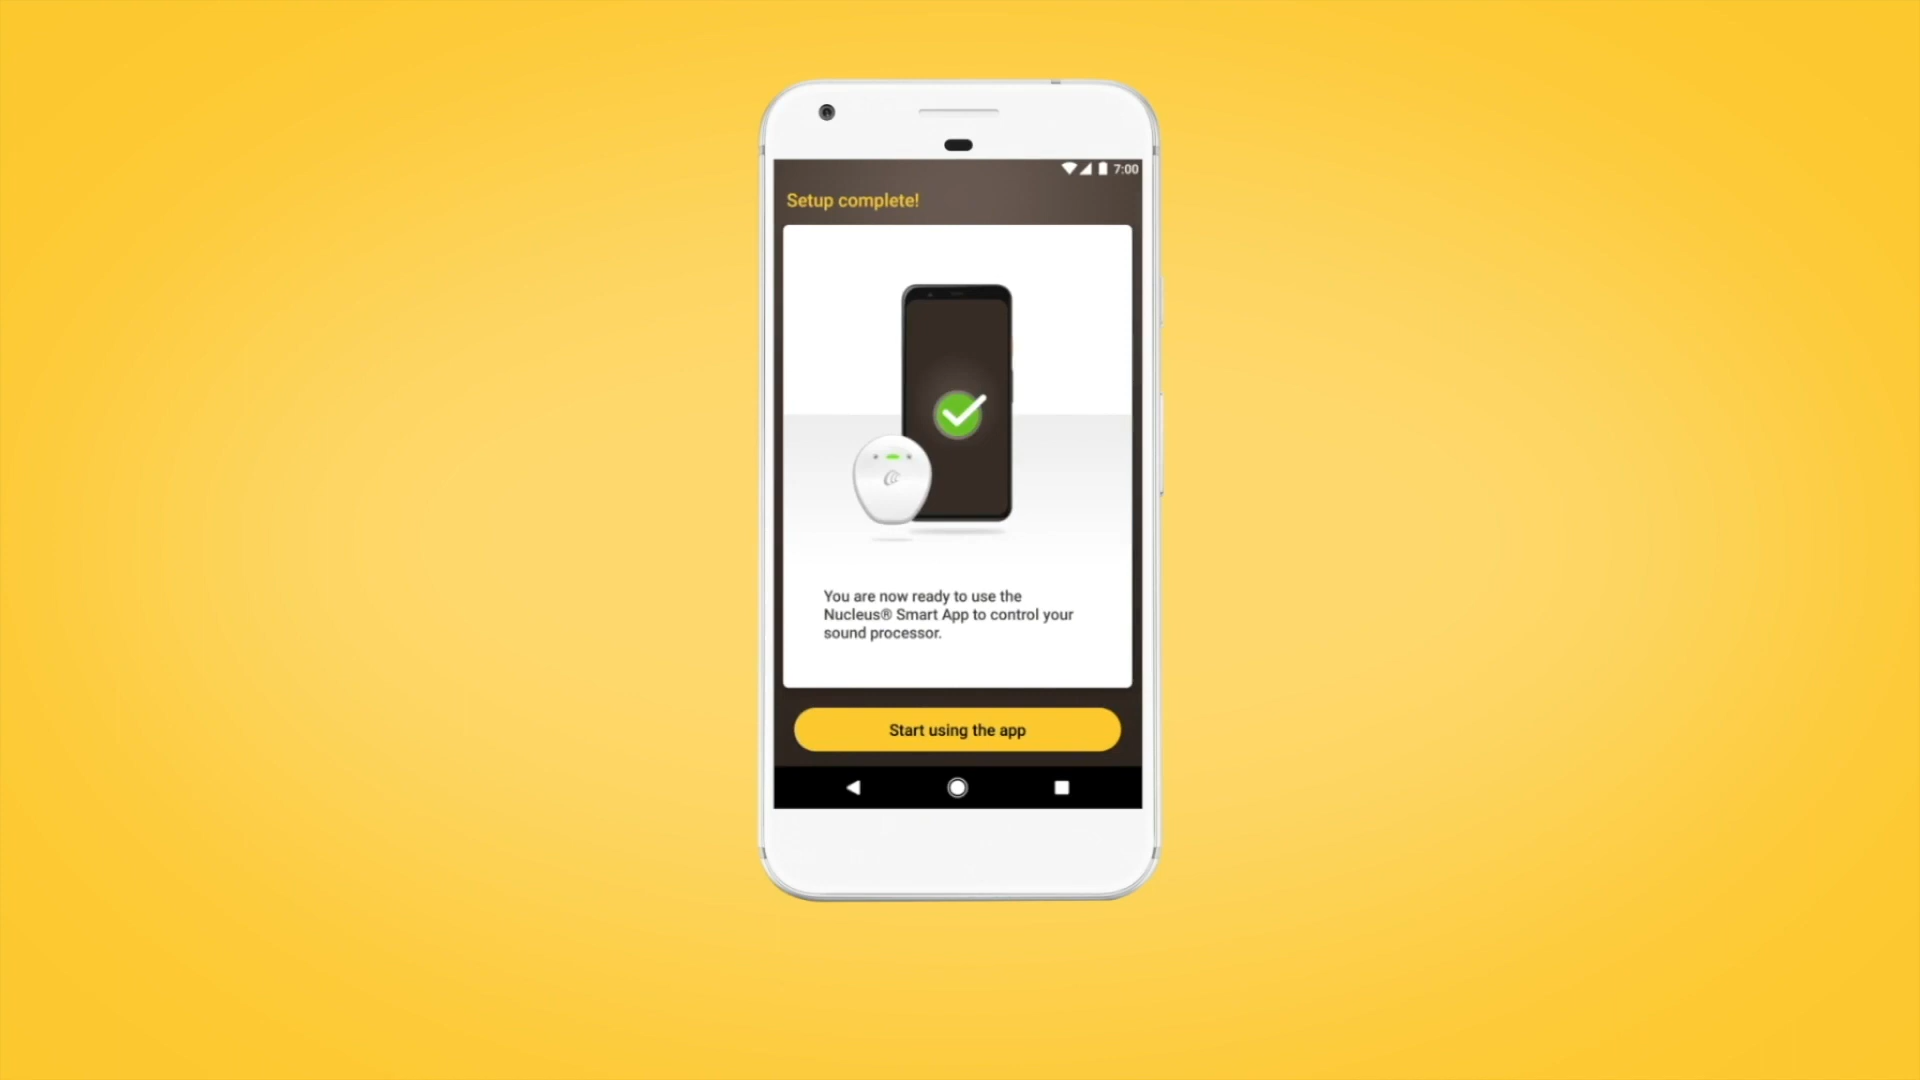 7:00
Setup complete!
You are now ready to use the
Nucleus® Smart App to control your
sound processor.
Start using the app